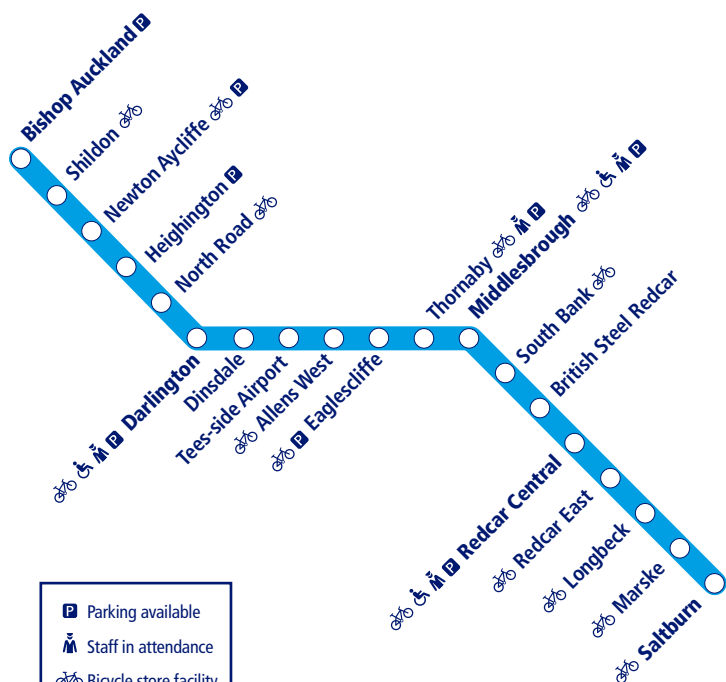 Bishop Auckland P
Shildon
Newton Aycliffe P
Heighington P
North Road
Darlington P
Dinsdale
Tees-side Airport
Allens West
Eaglescliffe P
Thornaby P
Middlesbrough P
South Bank
British Steel Redcar
Redcar Central P
Redcar East
Longbeck
Marske
Saltburn
P Parking available
Staff in attendance
Bicycle store facility